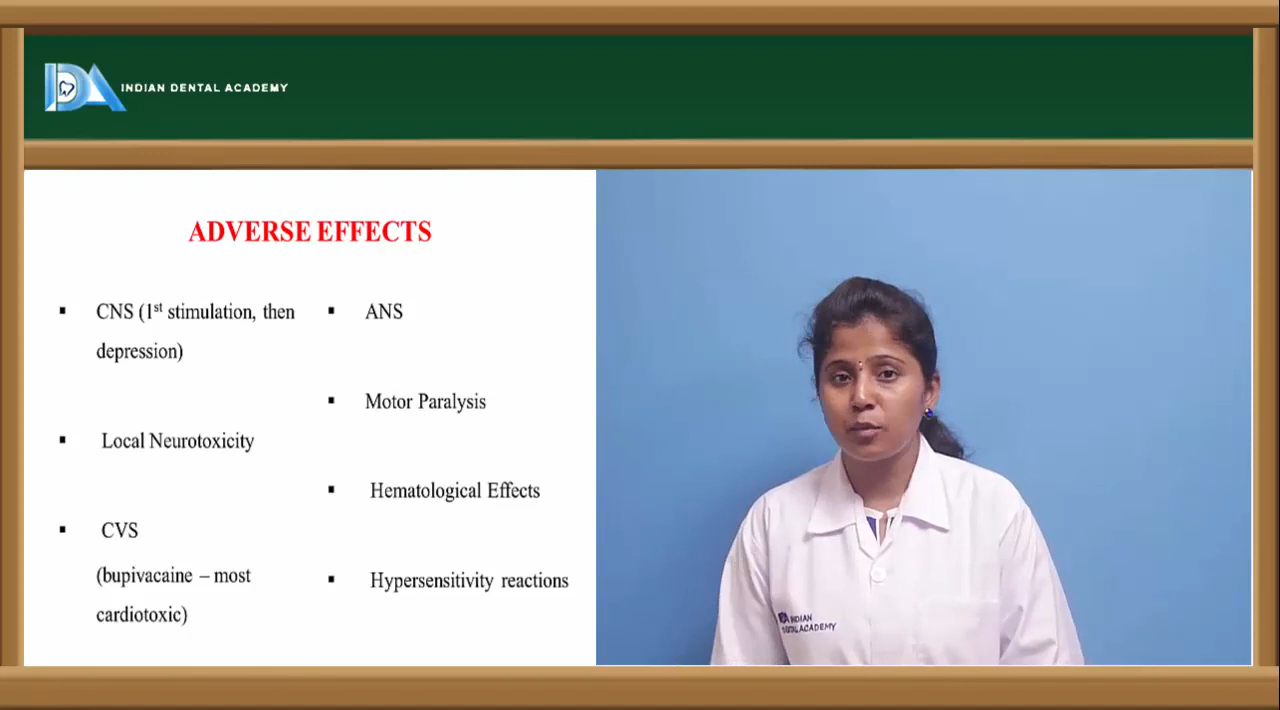 INDIAN DENTAL ACADEMY
ADVERSE EFFECTS
▪ CNS (1st stimulation, then
depression)
▪ Local Neurotoxicity
▪ CVS
(bupivacaine – most
cardiotoxic)
▪ ANS
▪ Motor Paralysis
▪ Hematological Effects
▪ Hypersensitivity reactions
INDIAN
DENTAL ACADEMY